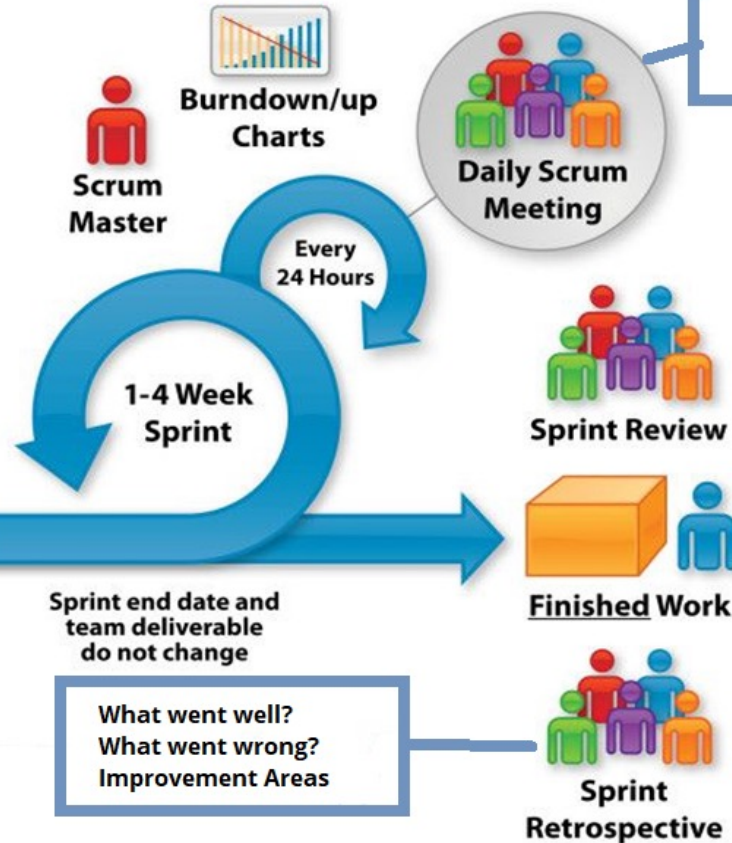 Burndown/up
Charts
Scrum
Master
Daily Scrum
Meeting
Every
24 Hours
1-4 Week
Sprint
Sprint Review
Finished Work
Sprint end date and
team deliverable
do not change
What went well?
What went wrong?
Improvement Areas
Sprint
Retrospective